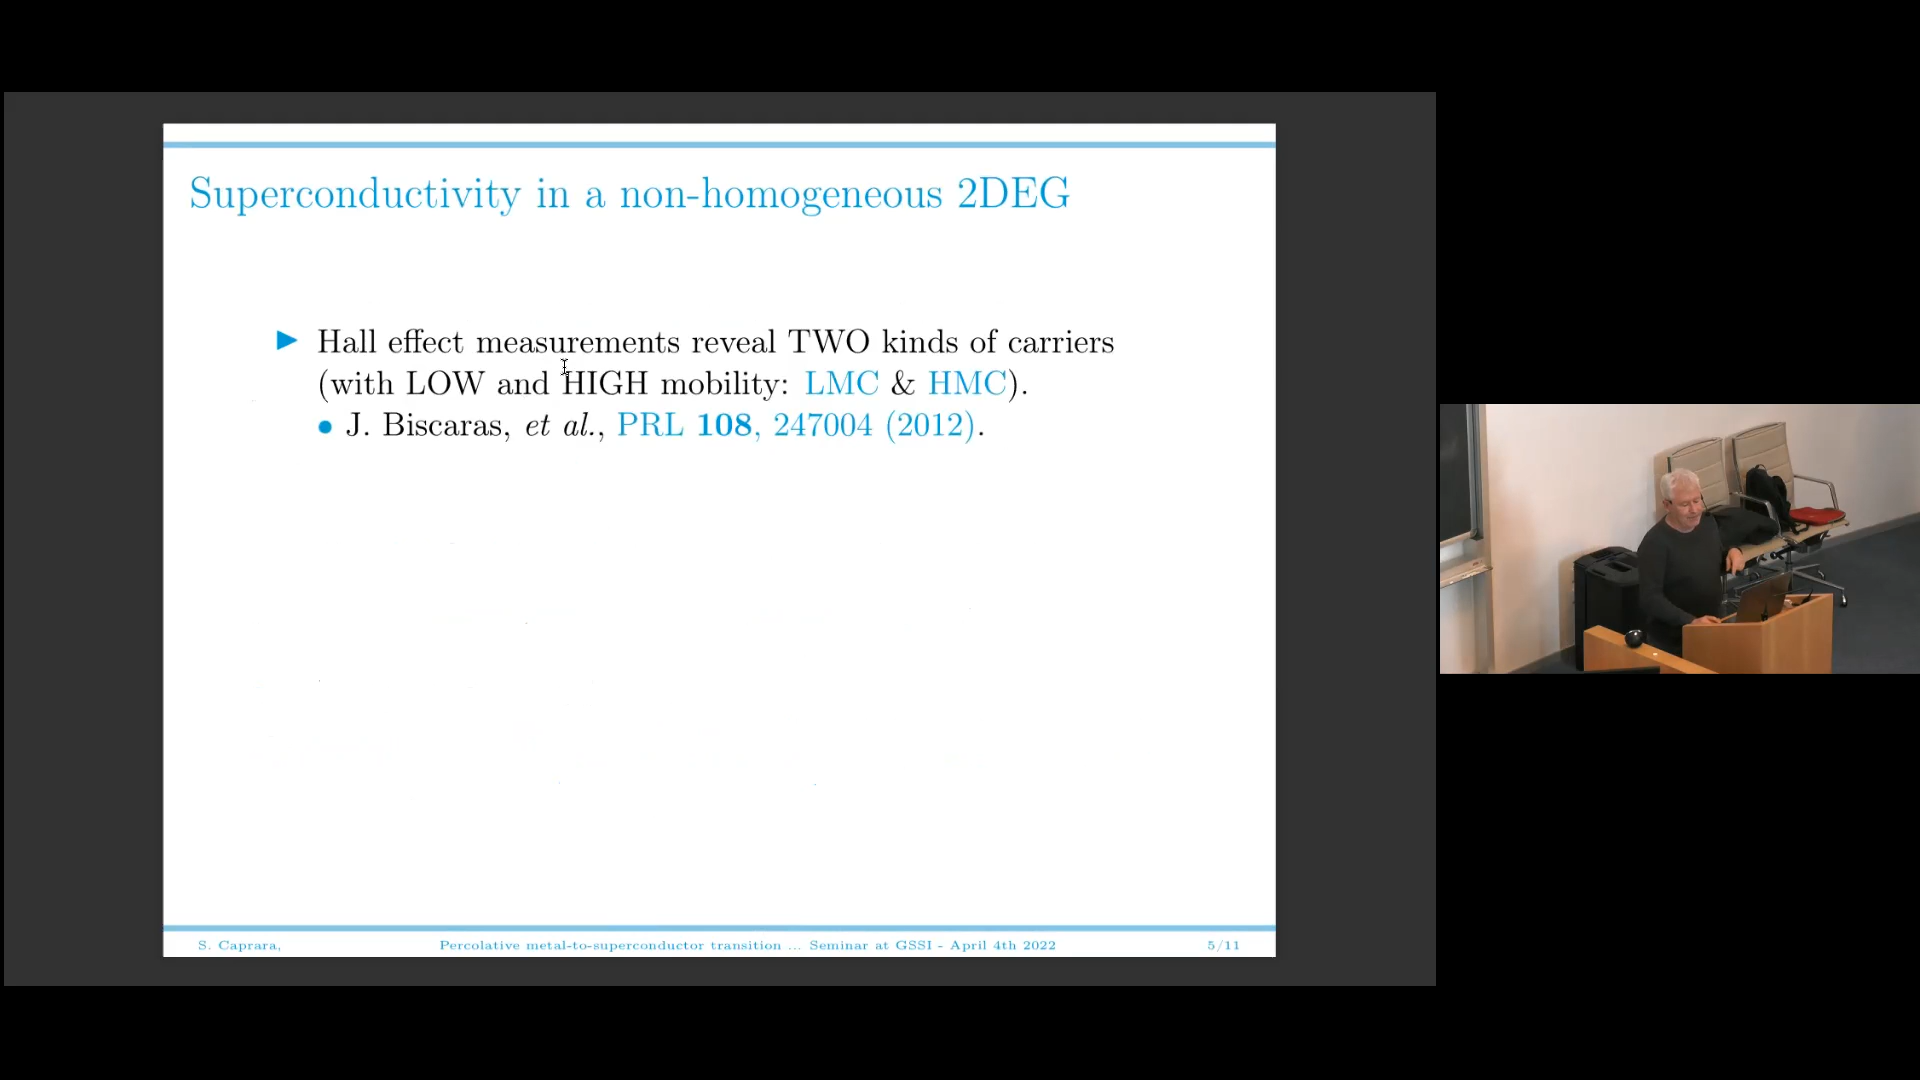 Superconductivity in a non-homogeneous 2DEG
▶ Hall effect measurements reveal TWO kinds of carriers
(with LOW and HIGH mobility: LMC & HMC).
• J. Biscaras, et al., PRL 108, 247004 (2012).
S. Caprara, Percolative metal-to-superconductor transition ... Seminar at GSSI - April 4th 2022 5/11